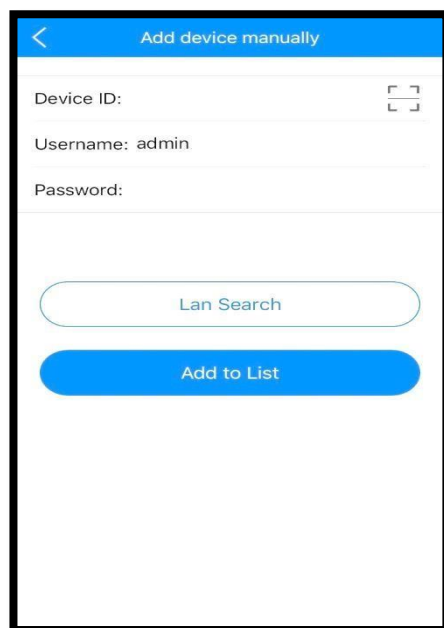 Add device manually
Device ID:
Username: admin
Password:
Lan Search
Add to List